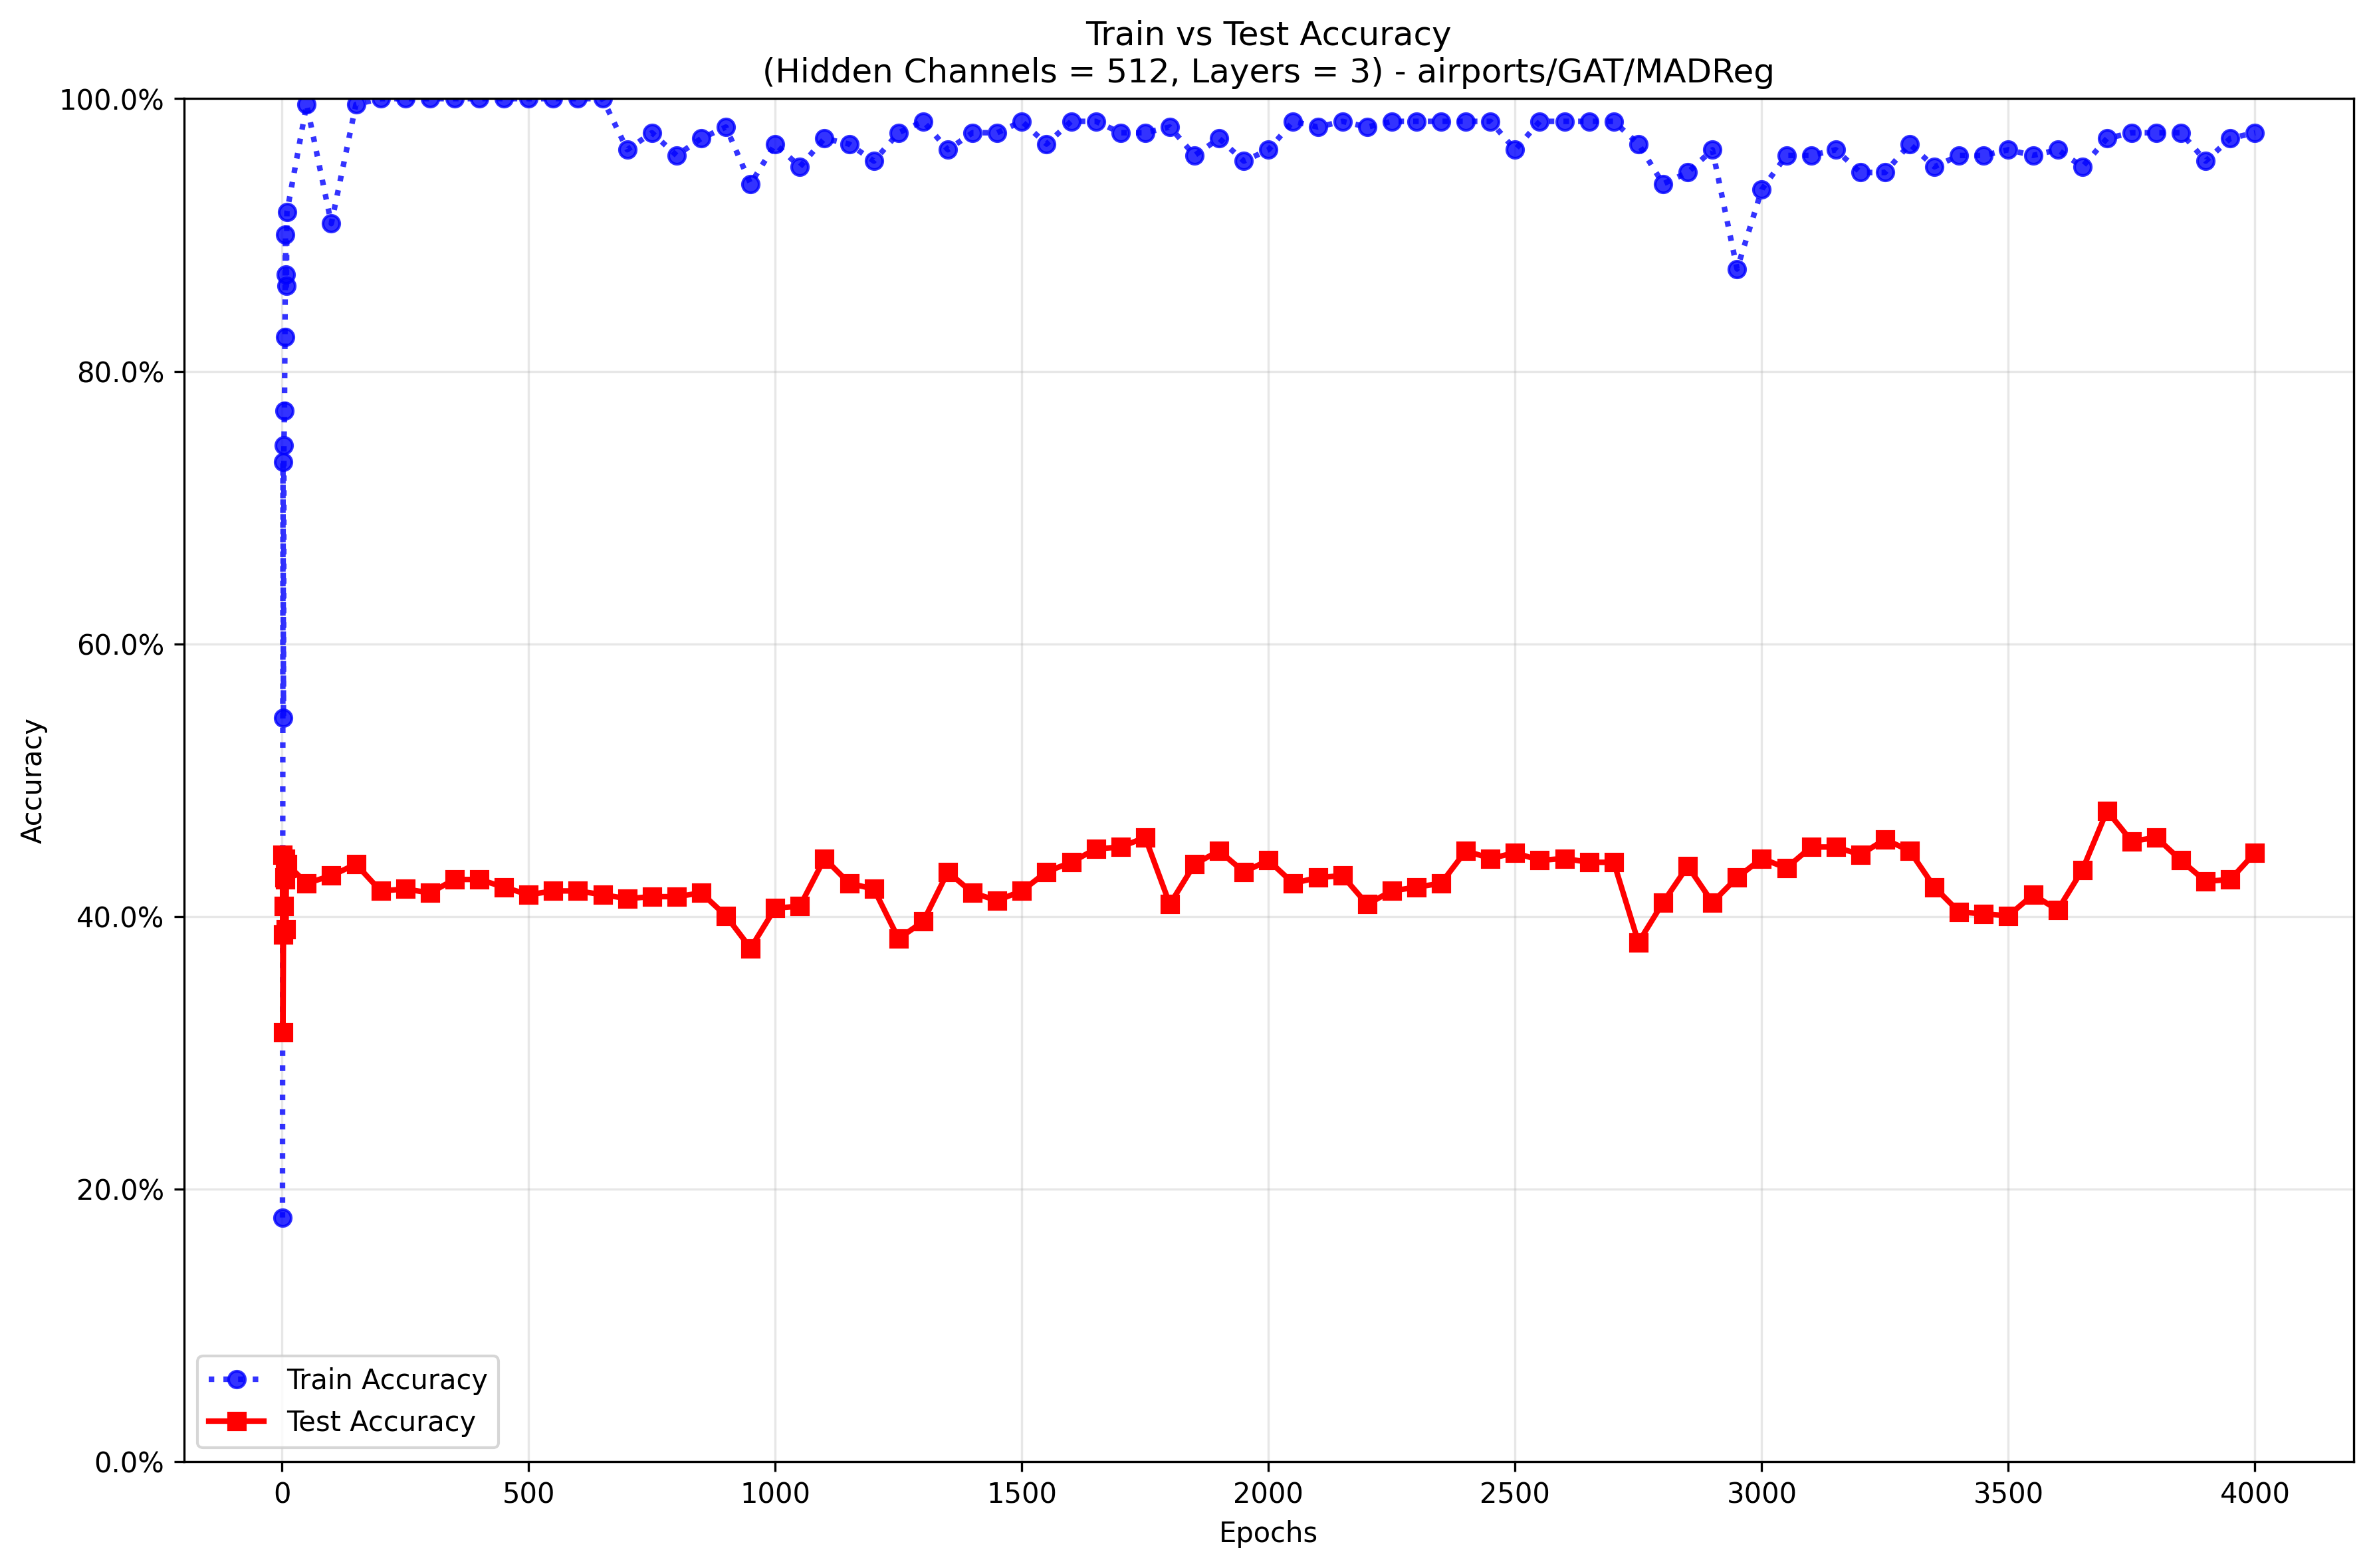 Train vs Test Accuracy
(Hidden Channels = 512, Layers = 3) - airports/GAT/MADReg
100.0%
80.0%
60.0%
40.0%
20.0%
0.0%
Accuracy
Train Accuracy
Test Accuracy
0 500 1000 1500 2000 2500 3000 3500 4000
Epochs